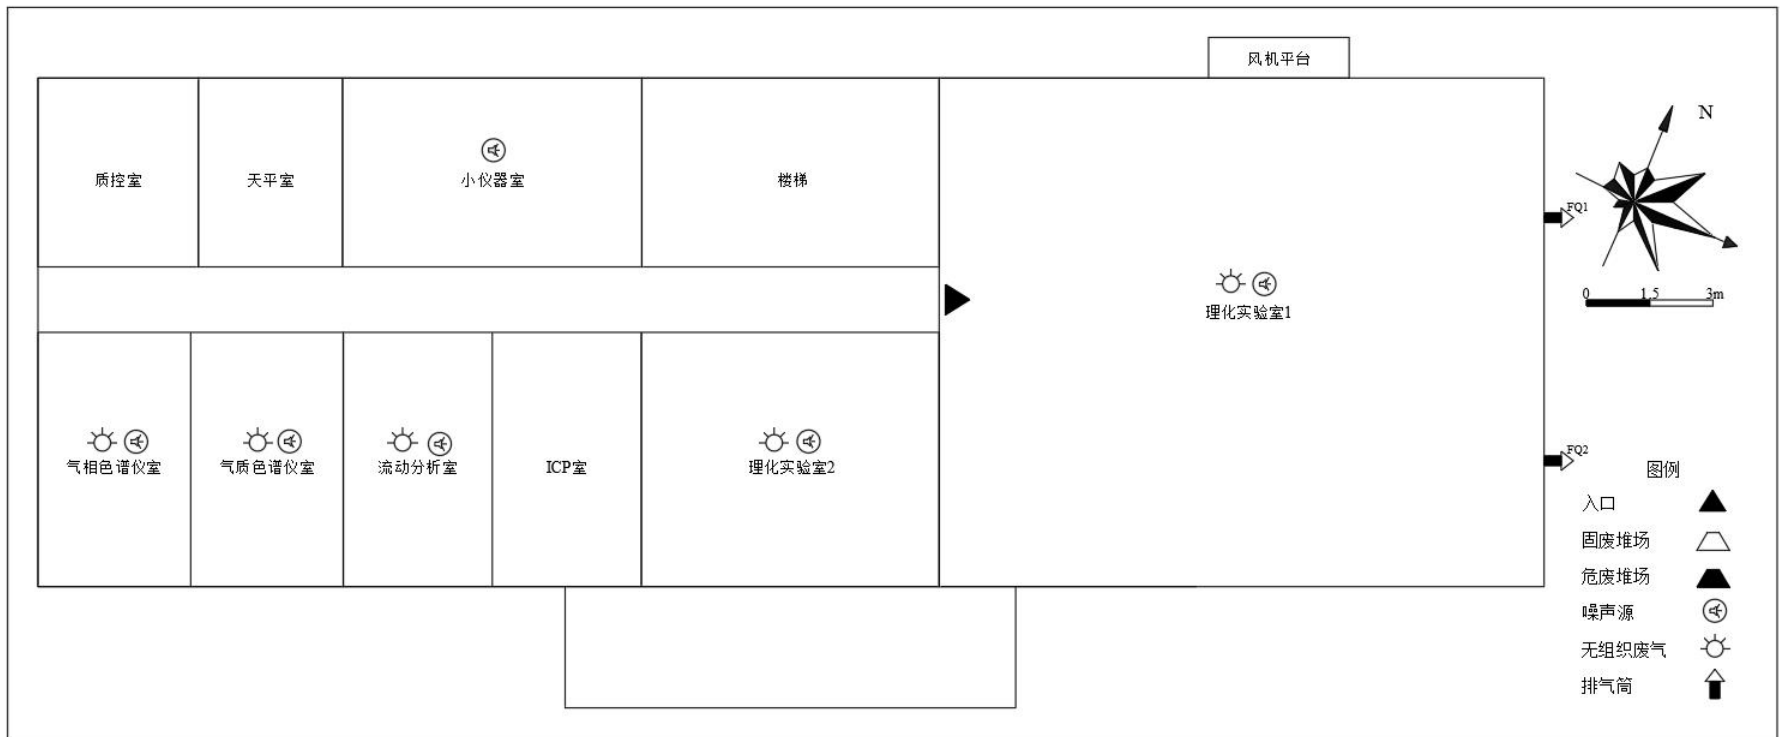 风机平台
N
质控室
天平室
小仪器室
楼梯
FQ1
0 1.5 3m
理化实验室1
气相色谱仪室
气质色谱仪室
流动分析室
ICP室
理化实验室2
FQ2
图例
入口
固废堆场
危废堆场
噪声源
无组织废气
排气筒